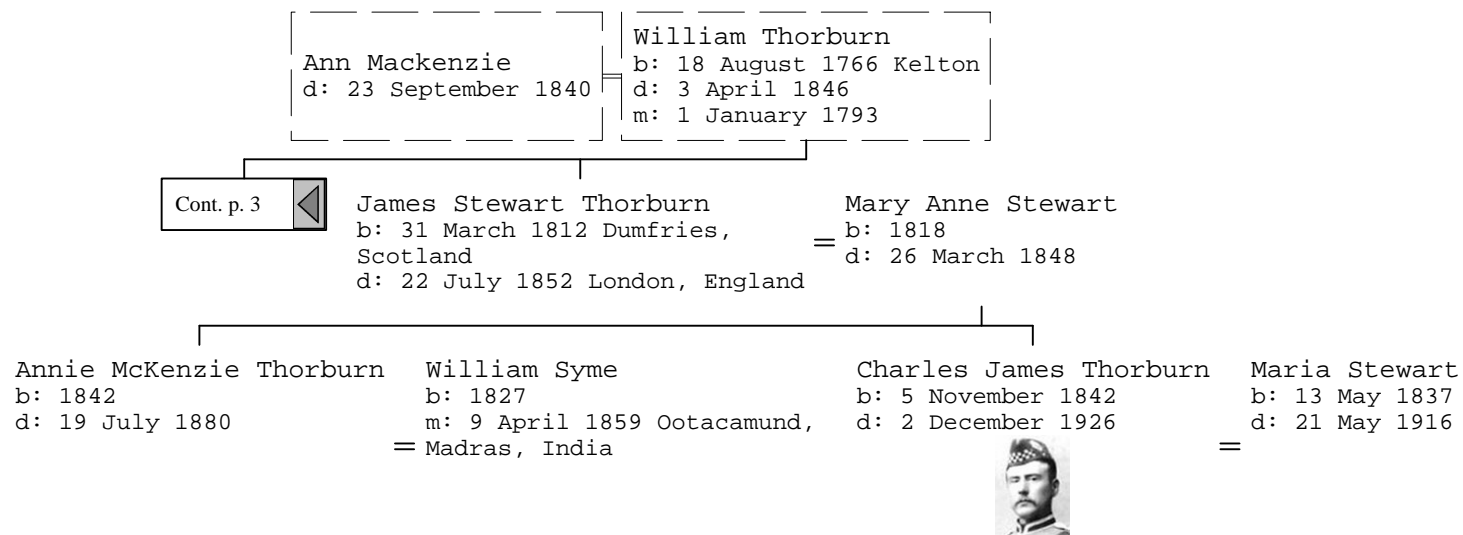 Ann Mackenzie
d: 23 September 1840
William Thorburn
b: 18 August 1766 Kelton
d: 3 April 1846
m: 1 January 1793
Cont. p. 3
James Stewart Thorburn
b: 31 March 1812 Dumfries,
Scotland
d: 22 July 1852 London, England
=
Mary Anne Stewart
b: 1818
d: 26 March 1848
Annie McKenzie Thorburn
b: 1842
d: 19 July 1880
=
William Syme
b: 1827
m: 9 April 1859 Ootacamund,
Madras, India
Charles James Thorburn
b: 5 November 1842
d: 2 December 1926
=
Maria Stewart
b: 13 May 1837
d: 21 May 1916